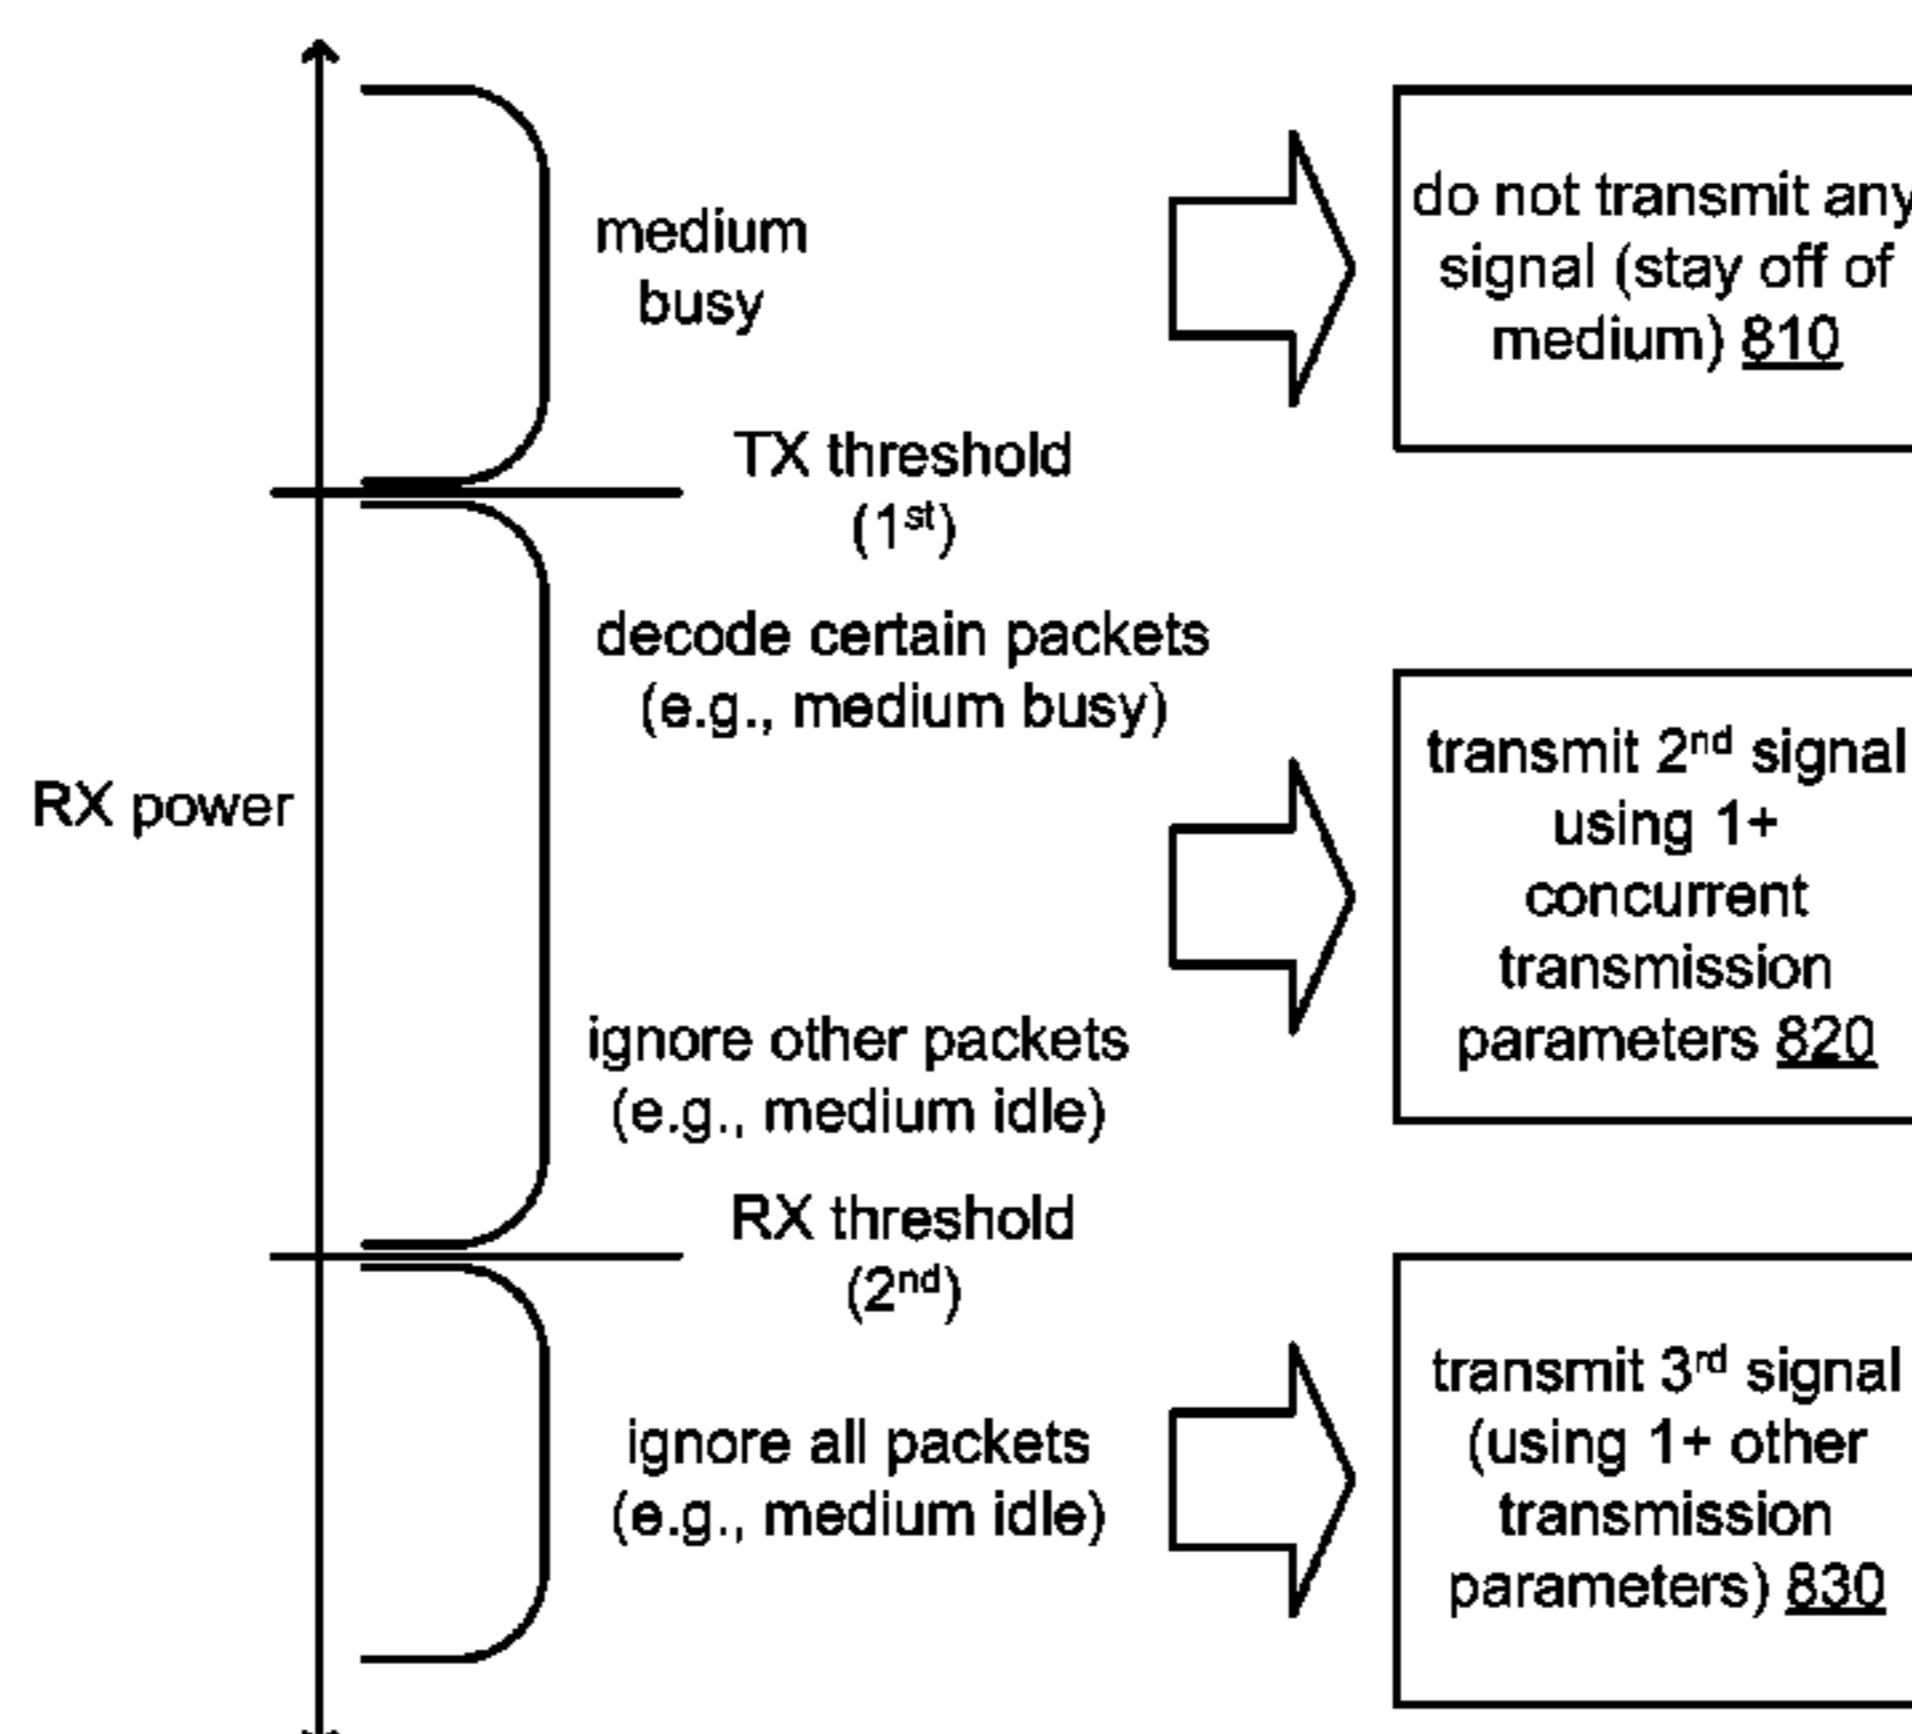 medium
busy
do not transmit any
signal (stay off of
medium) 810
TX threshold
(1st)
decode certain packets
(e.g., medium busy)
RX power
transmit 2nd signal
using 1+
concurrent
transmission
parameters 820
ignore other packets
(e.g., medium idle)
RX threshold
(2nd)
ignore all packets
(e.g., medium idle)
transmit 3rd signal
(using 1+ other
transmission
parameters) 830